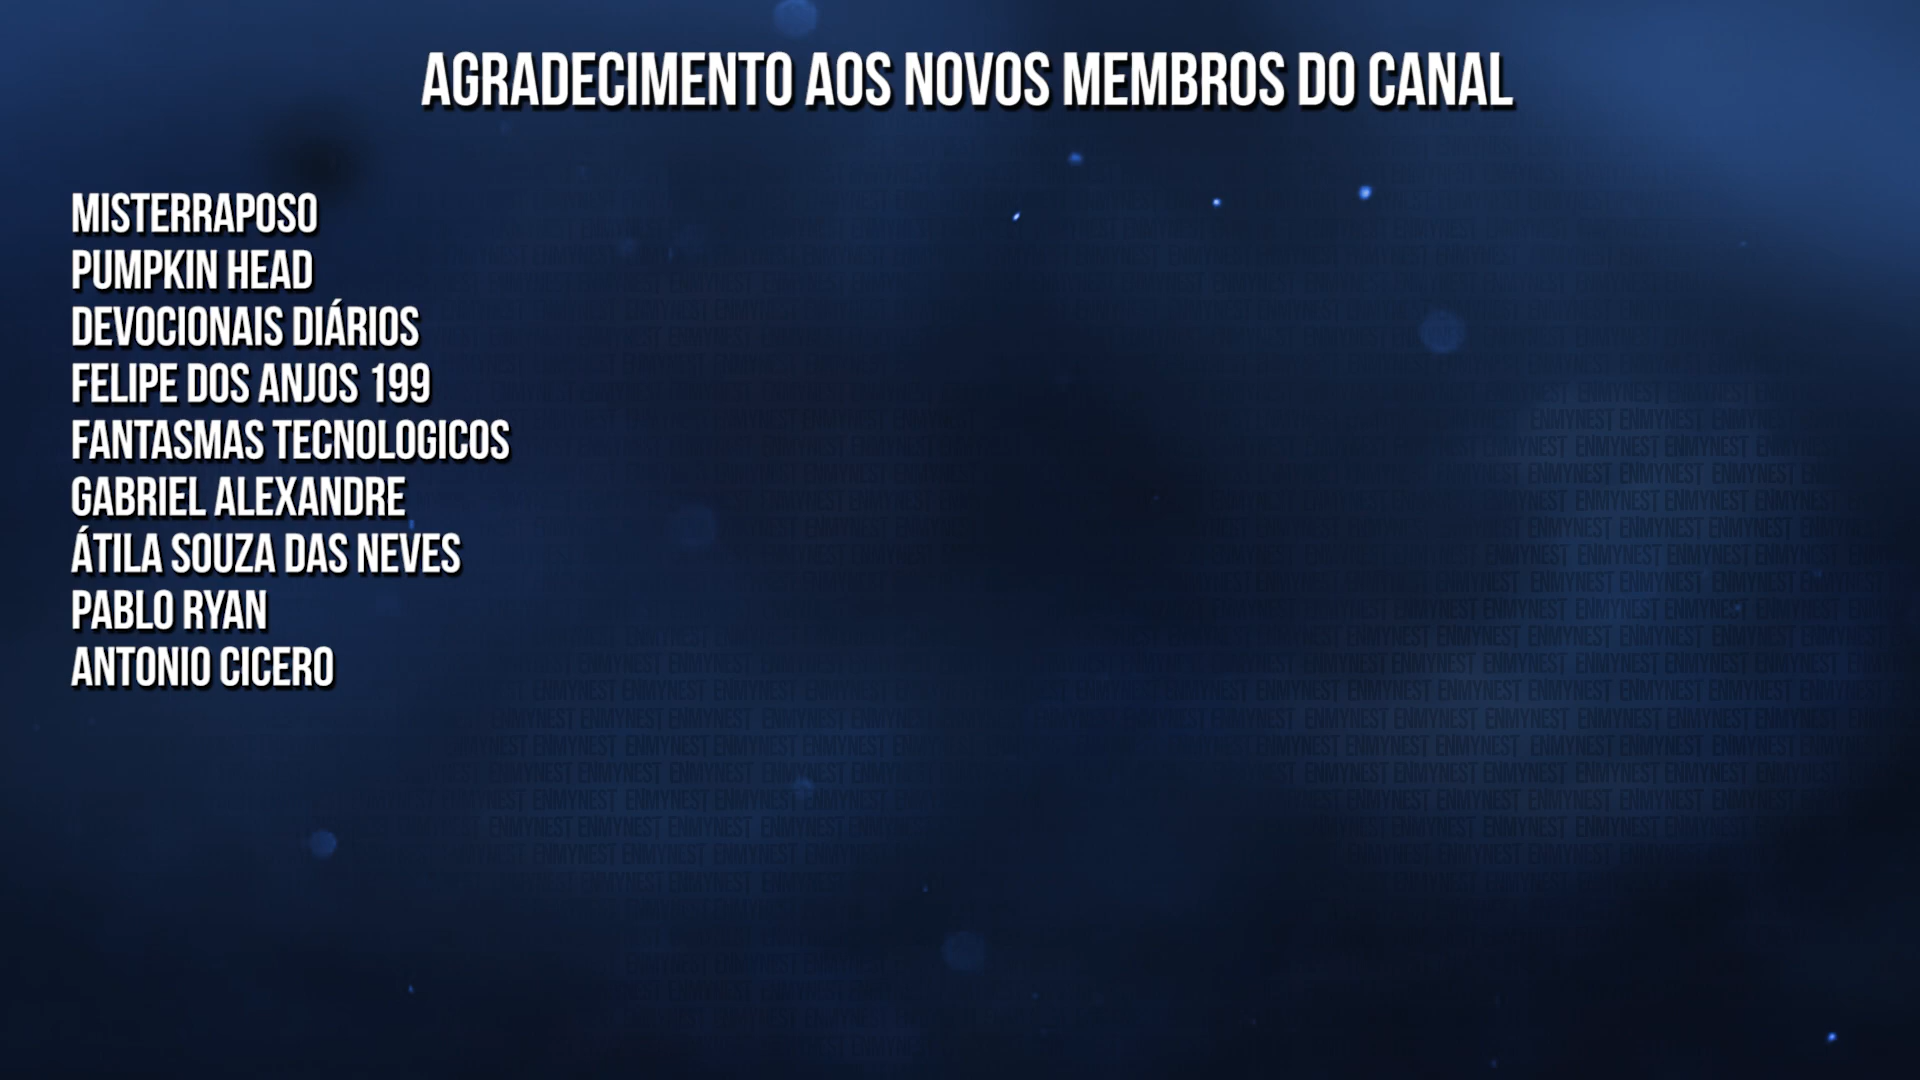 AGRADECIMENTO AOS NOVOS MEMBROS DO CANAL
MISTERRAPOSO
PUMPKIN HEAD
DEVOCIONAIS DIÁRIOS
FELIPE DOS ANJOS 199
FANTASMAS TECNOLOGICOS
GABRIEL ALEXANDRE
ÁTILA SOUZA DAS NEVES
PABLO RYAN
ANTONIO CICERO